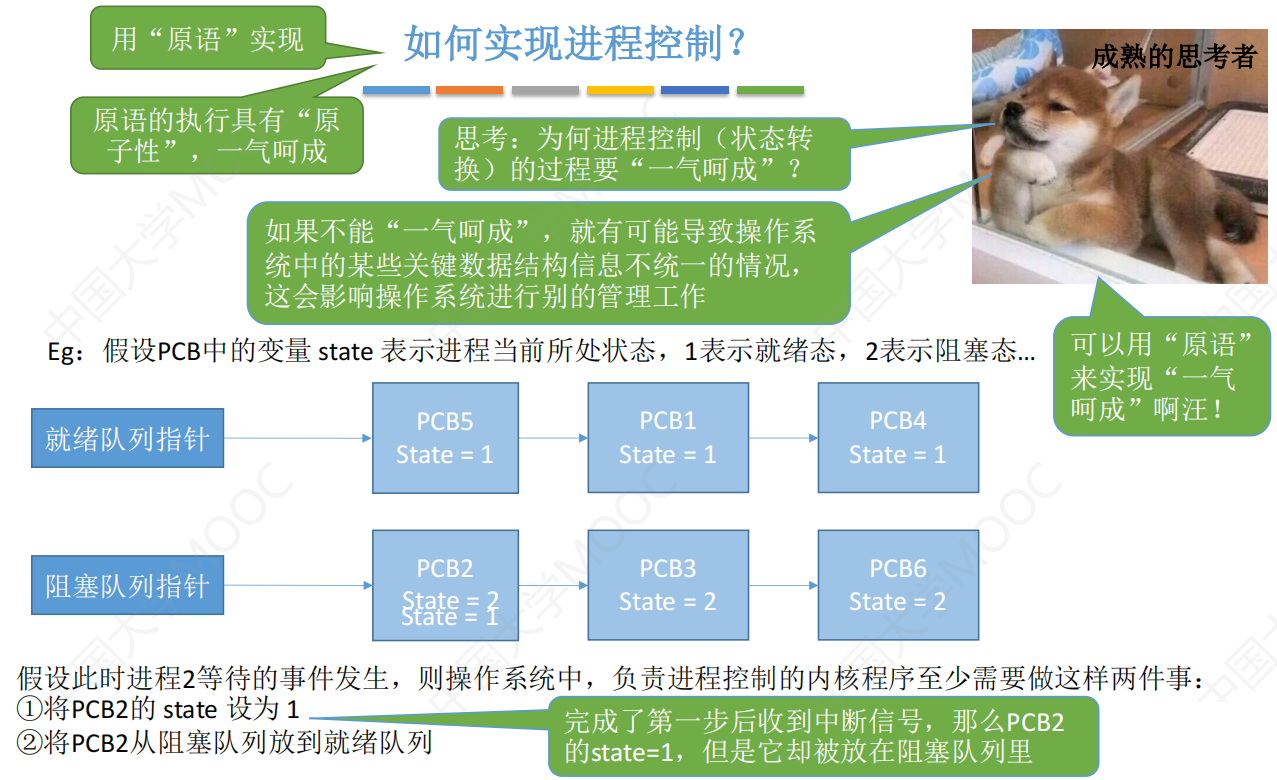 用“原语”实现
如何实现进程控制？
成熟的思考者
原语的执行具有“原
子性”，一气呵成
思考：为何进程控制（状态转
换）的过程要“一气呵成”？
如果不能“一气呵成”，就有可能导致操作系
统中的某些关键数据结构信息不统一的情况，
这会影响操作系统进行别的管理工作
可以用“原语”
来实现“一气
呵成”啊汪！
Eg：假设PCB中的变量 state 表示进程当前所处状态，1表示就绪态，2表示阻塞态…
就绪队列指针
PCB5
State = 1
PCB1
State = 1
PCB4
State = 1
阻塞队列指针
PCB2
State = 2
State = 1
PCB3
State = 2
PCB6
State = 2
假设此时进程2等待的事件发生，则操作系统中，负责进程控制的内核程序至少需要做这样两件事：
①将PCB2的 state 设为 1
②将PCB2从阻塞队列放到就绪队列
完成了第一步后收到中断信号，那么PCB2
的state=1，但是它却被放在阻塞队列里
中国大学MOOC